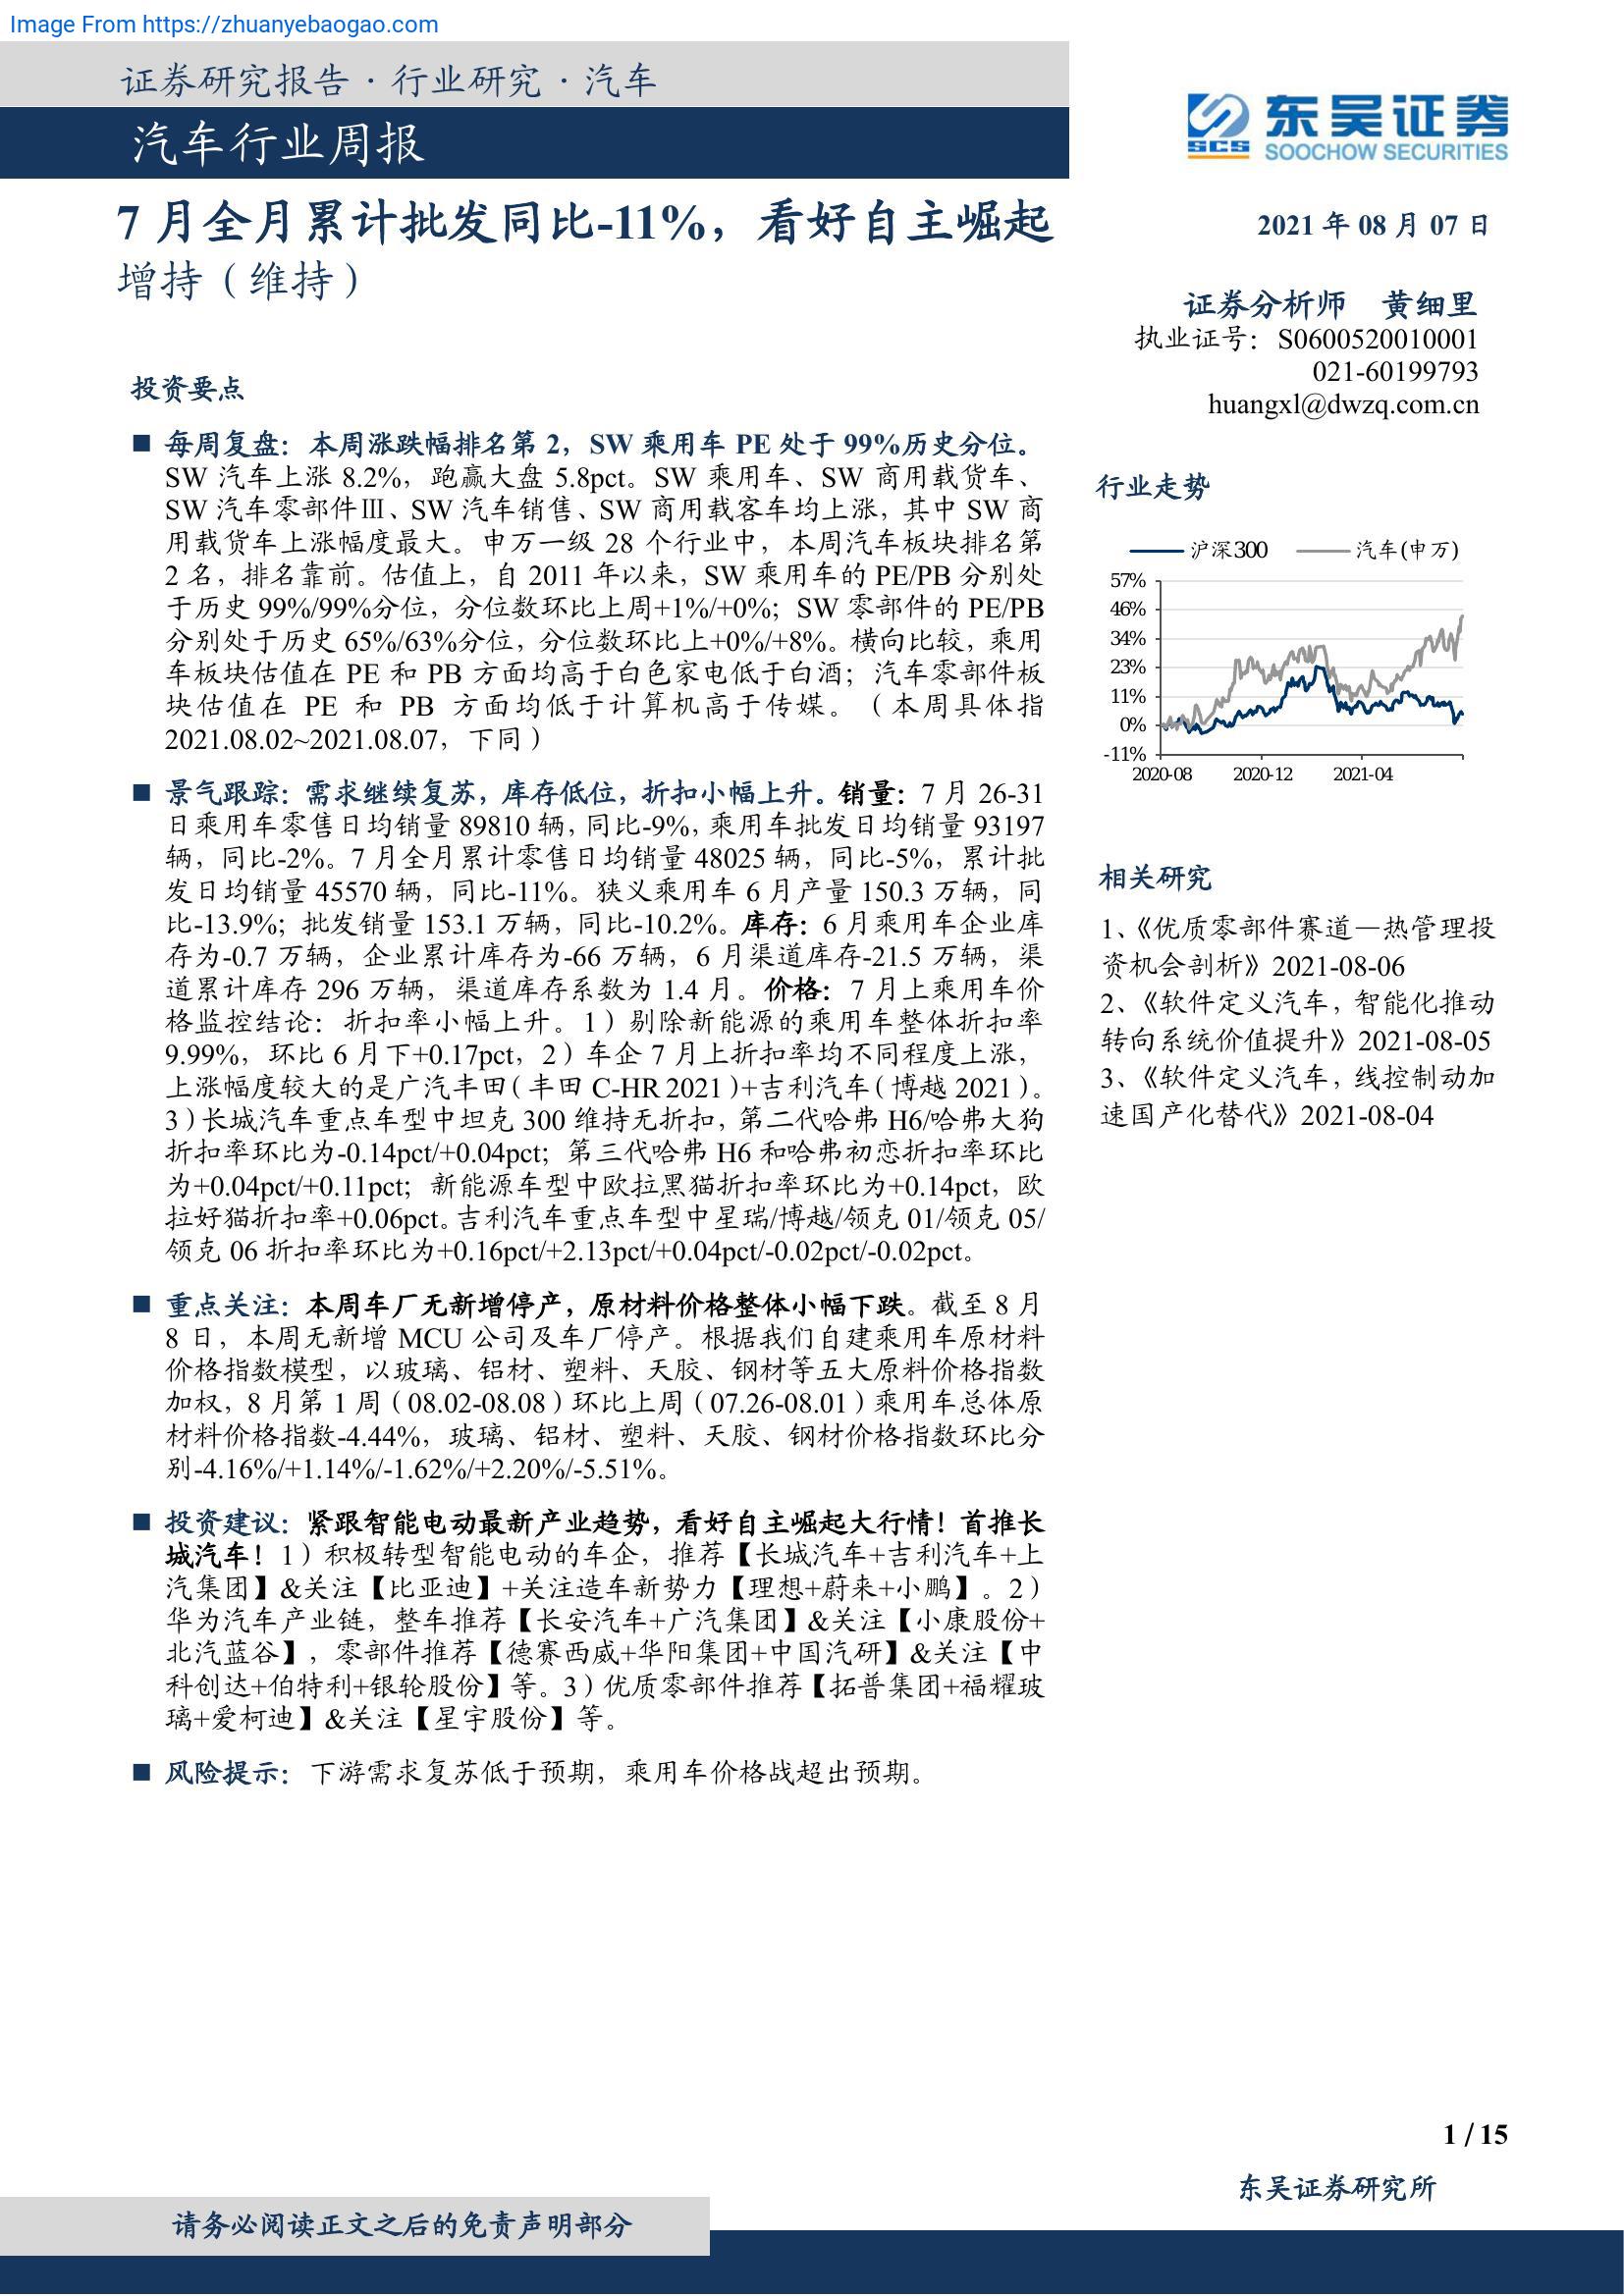 Image From https://zhuanyebaogao.com
证券研究报告·行业研究·汽车
汽车行业周报
东吴证券
SCS
SOOCHOW SECURITIES
7 月全月累计批发同比-11%，看好自主崛起
增持（维持）
2021 年 08 月 07 日
证券分析师 黄细里
执业证号：S0600520010001
021-60199793
huangxl@dwzq.com.cn
投资要点
■ 每周复盘：本周涨跌幅排名第 2，SW 乘用车 PE 处于 99%历史分位。
SW 汽车上涨 8.2%，跑赢大盘 5.8pct。SW 乘用车、SW 商用载货车、
SW 汽车零部件Ⅲ、SW 汽车销售、SW 商用载客车均上涨，其中 SW 商
用载货车上涨幅度最大。申万一级 28 个行业中，本周汽车板块排名第
2 名，排名靠前。估值上，自 2011 年以来，SW 乘用车的 PE/PB 分别处
于历史 99%/99%分位，分位数环比上周+1%/+0%；SW 零部件的 PE/PB
分别处于历史 65%/63%分位，分位数环比上+0%/+8%。横向比较，乘用
车板块估值在 PE 和 PB 方面均高于白色家电低于白酒；汽车零部件板
块估值在 PE 和 PB 方面均低于计算机高于传媒。（本周具体指
2021.08.02~2021.08.07，下同）
■ 景气跟踪：需求继续复苏，库存低位，折扣小幅上升。销量：7 月 26-31
日乘用车零售日均销量 89810 辆，同比-9%，乘用车批发日均销量 93197
辆，同比-2%。7 月全月累计零售日均销量 48025 辆，同比-5%，累计批
发日均销量 45570 辆，同比-11%。狭义乘用车 6 月产量 150.3 万辆，同
比-13.9%；批发销量 153.1 万辆，同比-10.2%。库存：6 月乘用车企业库
存为-0.7 万辆，企业累计库存为-66 万辆，6 月渠道库存-21.5 万辆，渠
道累计库存 296 万辆，渠道库存系数为 1.4 月。价格：7 月上乘用车价
格监控结论：折扣率小幅上升。1）剔除新能源的乘用车整体折扣率
9.99%，环比 6 月下+0.17pct，2）车企 7 月上折扣率均不同程度上涨，
上涨幅度较大的是广汽丰田（丰田 C-HR 2021）+吉利汽车（博越 2021）。
3）长城汽车重点车型中坦克 300 维持无折扣，第二代哈弗 H6/哈弗大狗
折扣率环比为-0.14pct/+0.04pct；第三代哈弗 H6 和哈弗初恋折扣率环比
为+0.04pct/+0.11pct；新能源车型中欧拉黑猫折扣率环比为+0.14pct，欧
拉好猫折扣率+0.06pct。吉利汽车重点车型中星瑞/博越/领克 01/领克 05/
领克 06 折扣率环比为+0.16pct/+2.13pct/+0.04pct/-0.02pct/-0.02pct。
■ 重点关注：本周车厂无新增停产，原材料价格整体小幅下跌。截至 8 月
8 日，本周无新增 MCU 公司及车厂停产。根据我们自建乘用车原材料
价格指数模型，以玻璃、铝材、塑料、天胶、钢材等五大原料价格指数
加权，8 月第 1 周（08.02-08.08）环比上周（07.26-08.01）乘用车总体原
材料价格指数-4.44%，玻璃、铝材、塑料、天胶、钢材价格指数环比分
别-4.16%/+1.14%/-1.62%/+2.20%/-5.51%。
■ 投资建议：紧跟智能电动最新产业趋势，看好自主崛起大行情！首推长
城汽车！1）积极转型智能电动的车企，推荐【长城汽车+吉利汽车+上
汽集团】&关注【比亚迪】+关注造车新势力【理想+蔚来+小鹏】。2）
华为汽车产业链，整车推荐【长安汽车+广汽集团】&关注【小康股份+
北汽蓝谷】，零部件推荐【德赛西威+华阳集团+中国汽研】&关注【中
科创达+伯特利+银轮股份】等。3）优质零部件推荐【拓普集团+福耀玻
璃+爱柯迪】&关注【星宇股份】等。
■ 风险提示：下游需求复苏低于预期，乘用车价格战超出预期。
行业走势
沪深300 汽车(申万)
57%
46%
34%
23%
11%
0%
-11%
2020-08 2020-12 2021-04
相关研究
1、《优质零部件赛道—热管理投
资机会剖析》2021-08-06
2、《软件定义汽车，智能化推动
转向系统价值提升》2021-08-05
3、《软件定义汽车，线控制动加
速国产化替代》2021-08-04
1 / 15
东吴证券研究所
请务必阅读正文之后的免责声明部分